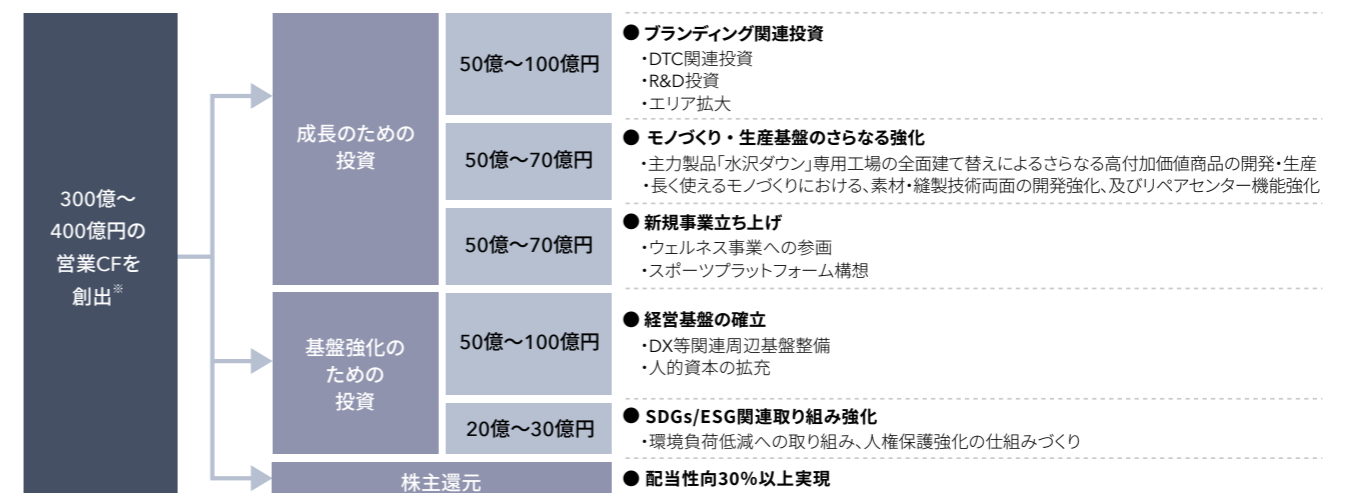 300億～
400億円の
営業CFを
創出※
成長のための
投資
50億～100億円
● ブランディング関連投資
・DTC関連投資
・R&D投資
・エリア拡大
50億～70億円
● モノづくり・生産基盤のさらなる強化
・主力製品「水沢ダウン」専用工場の全面建て替えによるさらなる高付加価値商品の開発・生産
・長く使えるモノづくりにおける、素材・縫製技術両面の開発強化、及びリペアセンター機能強化
50億～70億円
● 新規事業立ち上げ
・ウェルネス事業への参画
・スポーツプラットフォーム構想
基盤強化の
ための
投資
50億～100億円
● 経営基盤の確立
・DX等関連周辺基盤整備
・人的資本の拡充
20億～30億円
● SDGs/ESG関連取り組み強化
・環境負荷低減への取り組み、人権保護強化の仕組みづくり
株主還元
● 配当性向30%以上実現